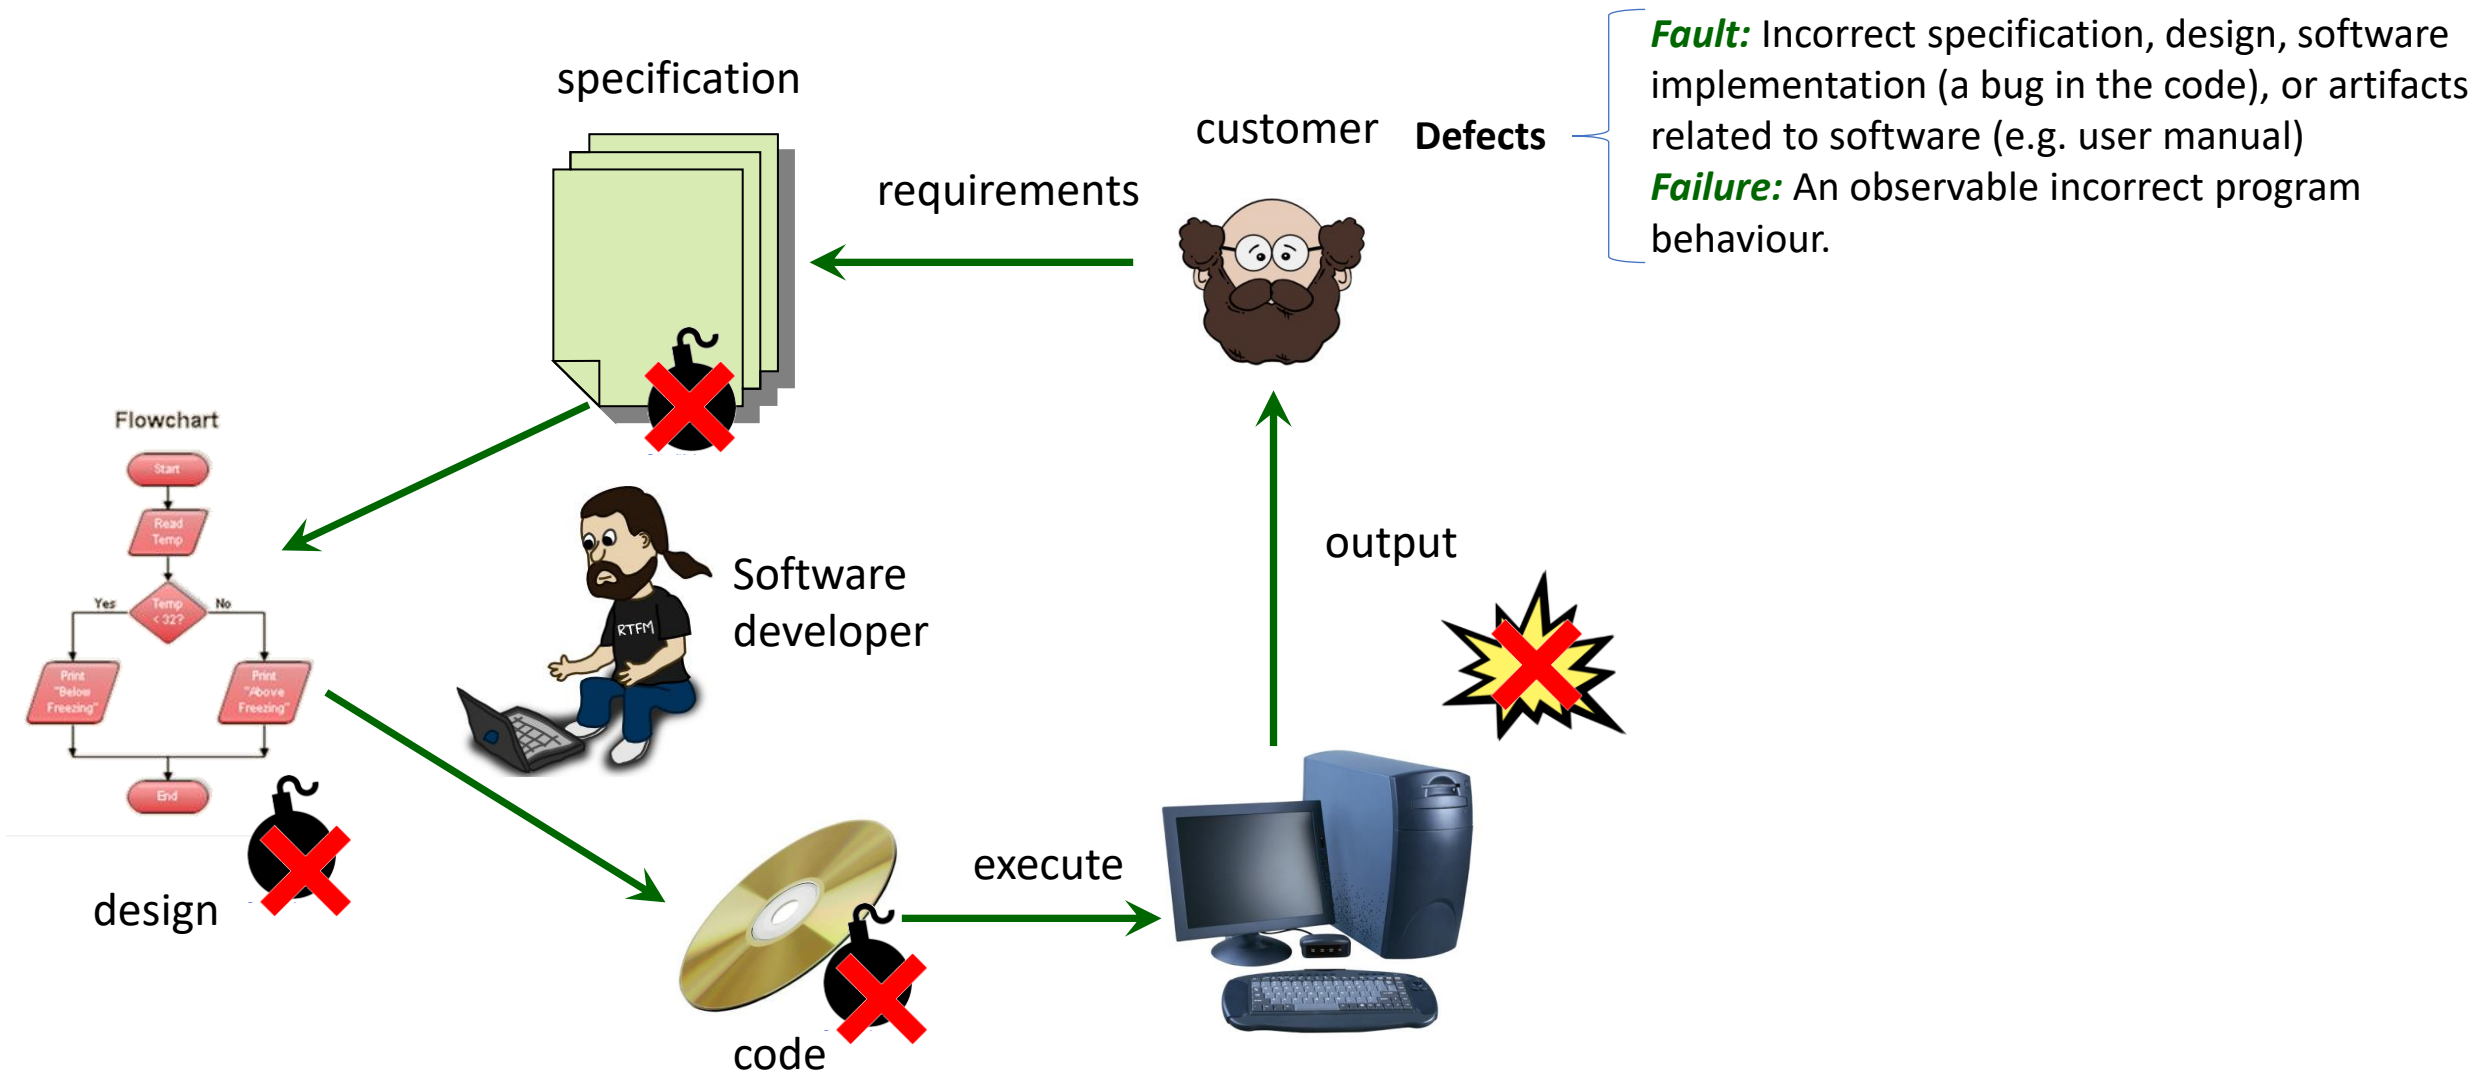 specification
customer
requirements
Defects
Fault: Incorrect specification, design, software
implementation (a bug in the code), or artifacts
related to software (e.g. user manual)
Failure: An observable incorrect program
behaviour.
Flowchart
Start
Read
Temp
Yes
Temp
< 32?
No
Print
"Below
Freezing"
Print
"Above
Freezing"
End
design
RTFM
Software
developer
output
execute
code